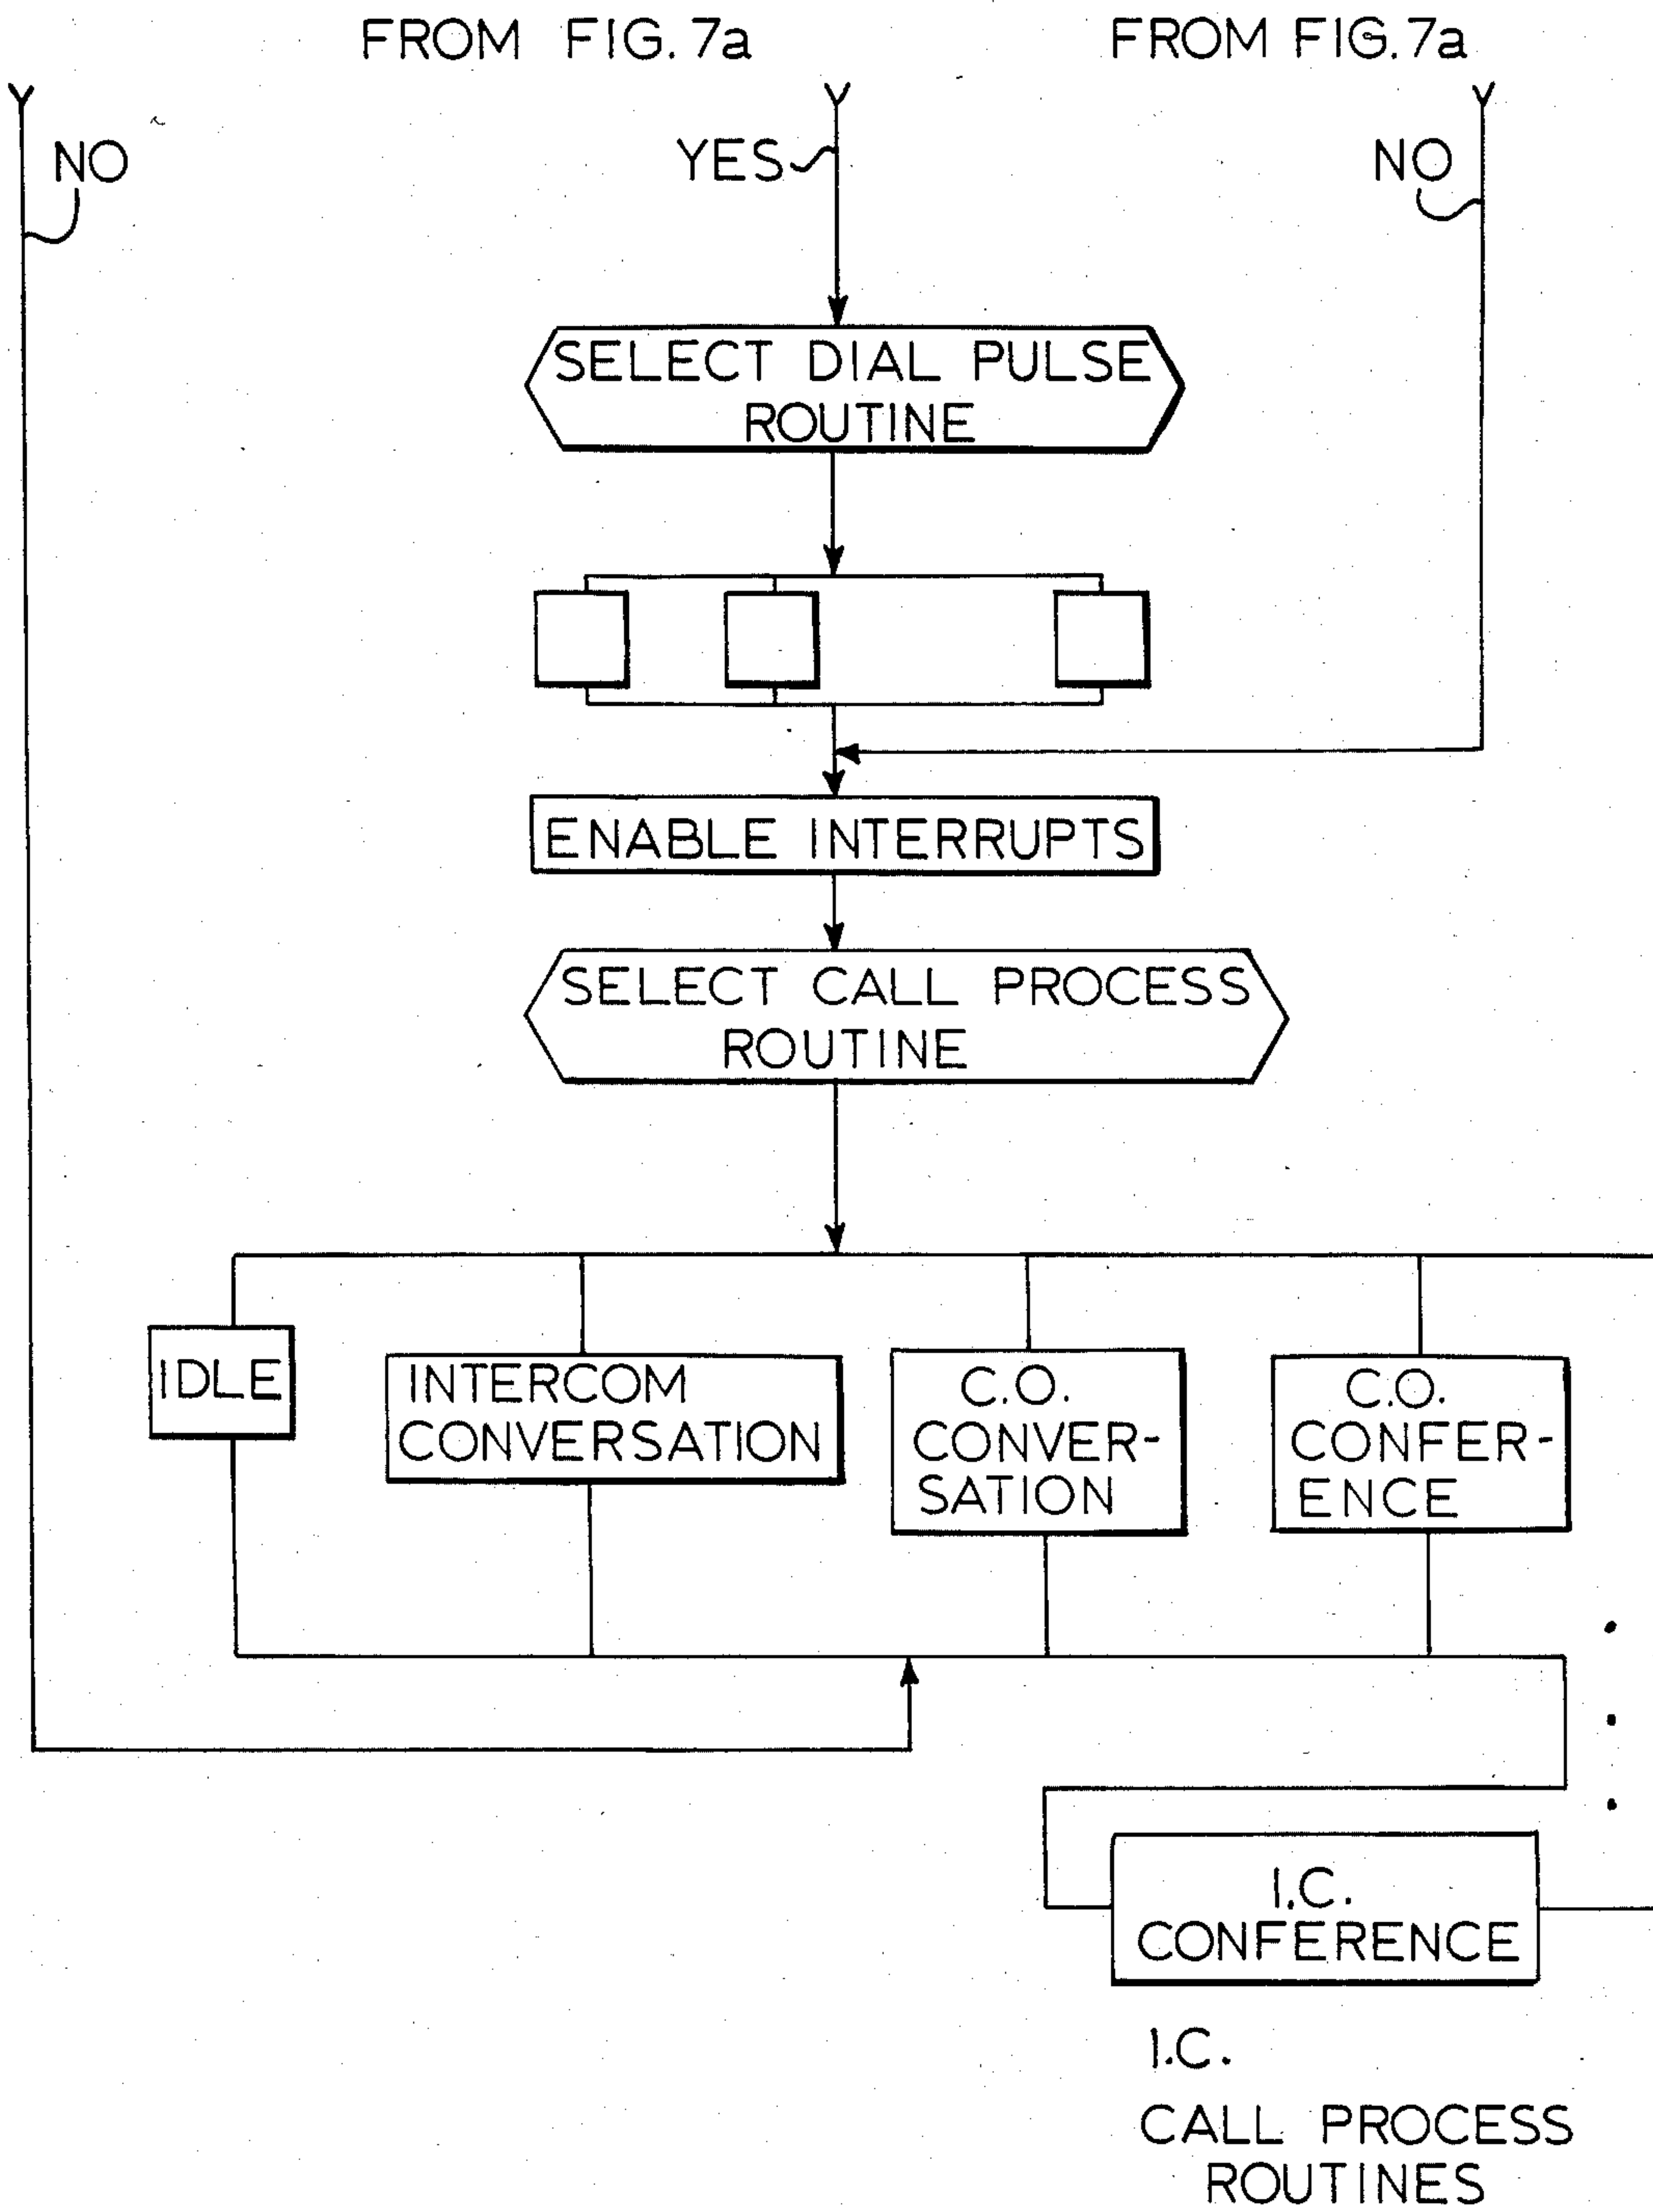 FROM FIG. 7a
FROM FIG. 7a
NO
YES
NO
SELECT DIAL PULSE
ROUTINE
ENABLE INTERRUPTS
SELECT CALL PROCESS
ROUTINE
IDLE
INTERCOM
CONVERSATION
C.O.
CONVER-
SATION
C.O.
CONFER-
ENCE
I.C.
CONFERENCE
I.C.
CALL PROCESS
ROUTINES